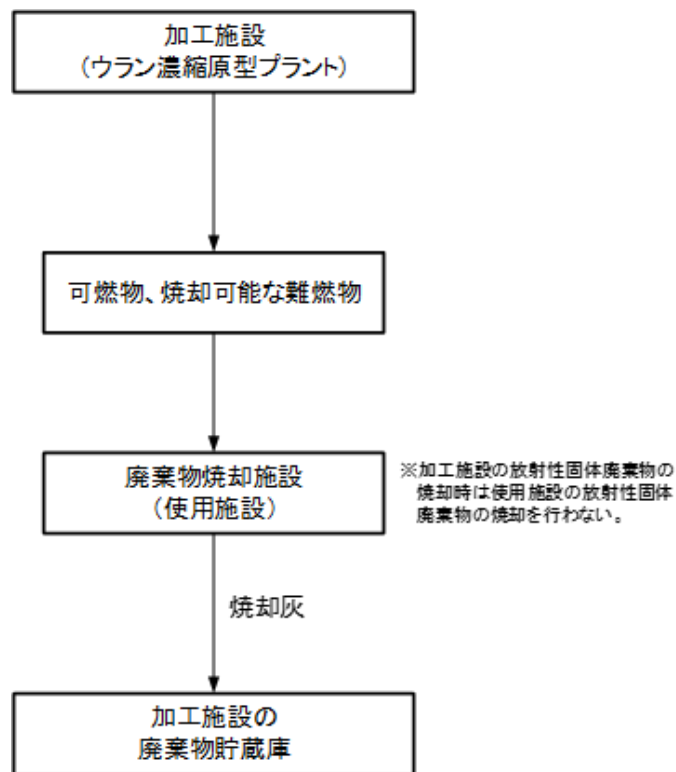 加工施設
（ウラン濃縮原型プラント）
可燃物、焼却可能な難燃物
廃棄物焼却施設
（使用施設）
※加工施設の放射性固体廃棄物の
焼却時は使用施設の放射性固体
廃棄物の焼却を行わない。
焼却灰
加工施設の
廃棄物貯蔵庫